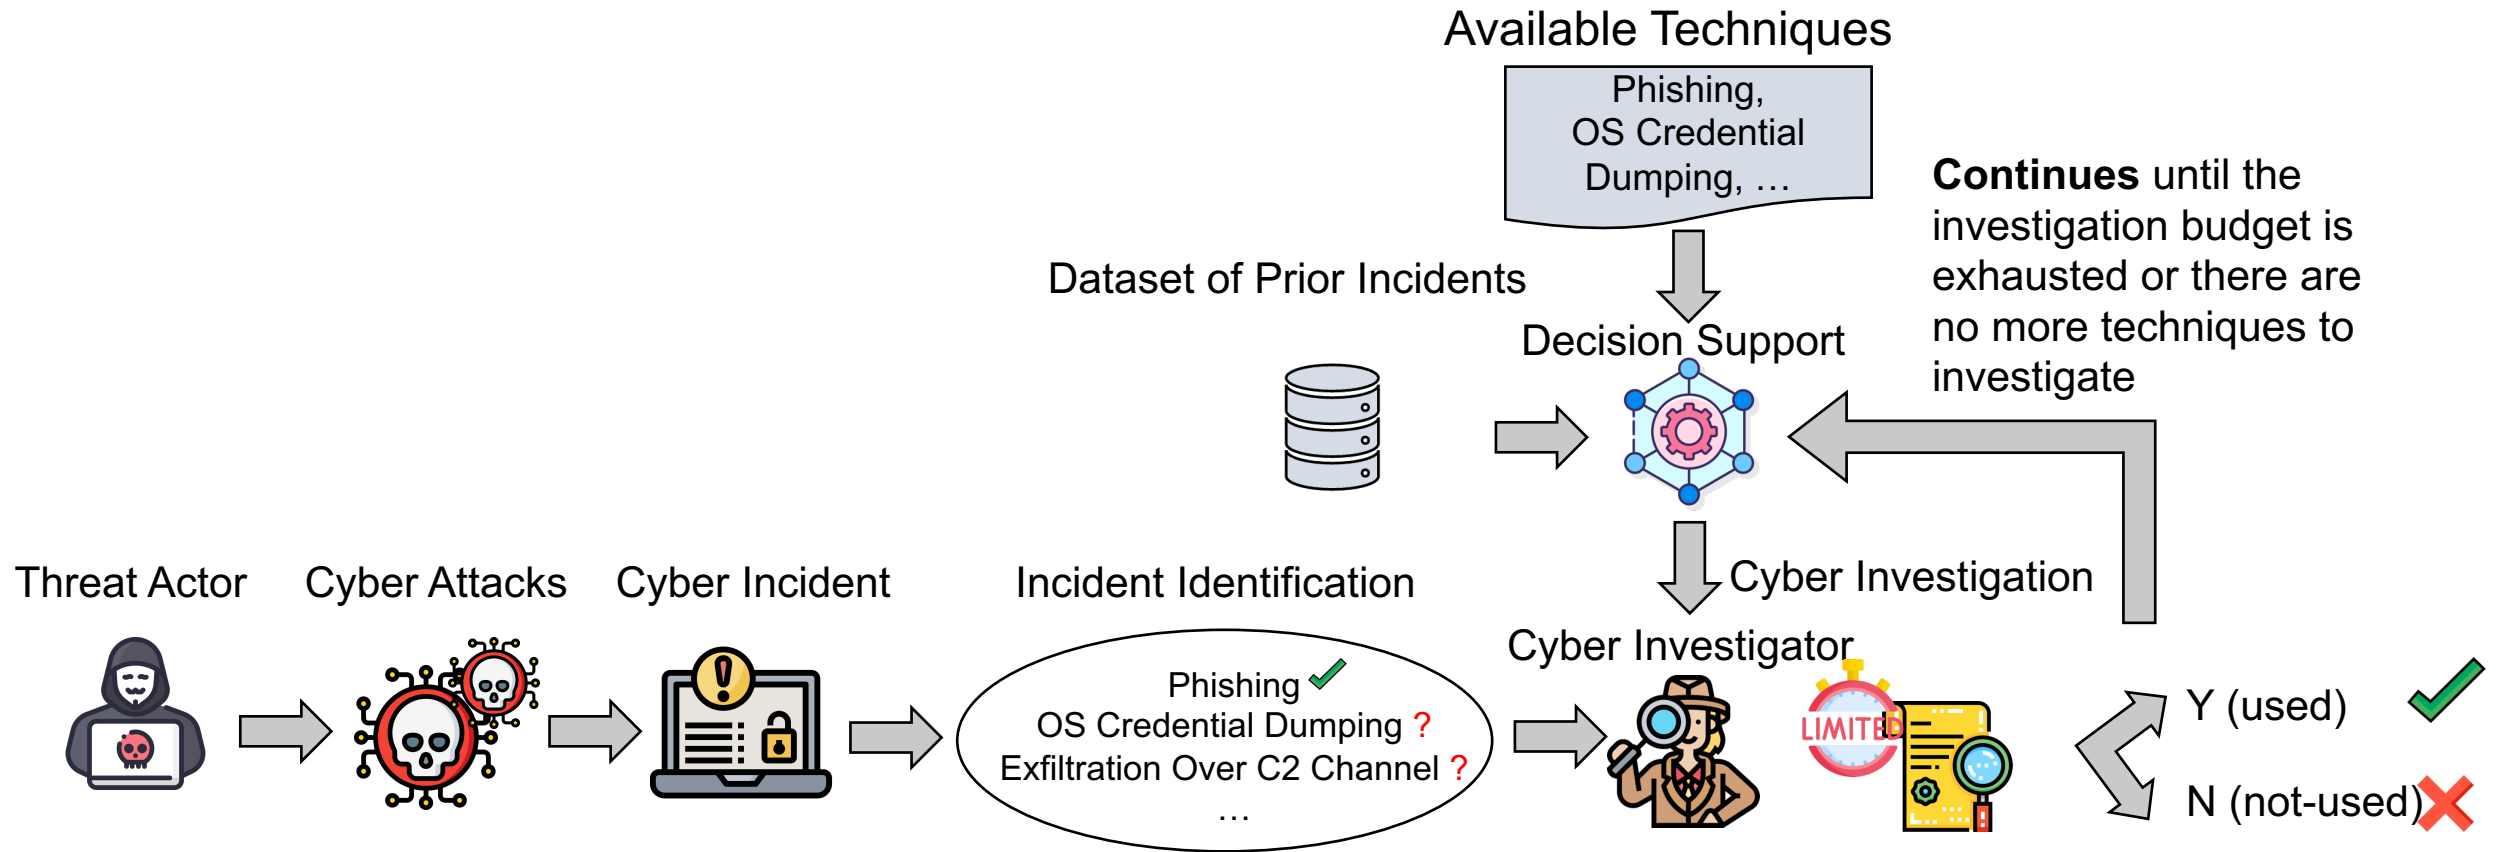 Available Techniques
Phishing,
OS Credential
Dumping, …
Continues until the
investigation budget is
exhausted or there are
no more techniques to
investigate
Dataset of Prior Incidents
Decision Support
Threat Actor
Cyber Attacks
Cyber Incident
Incident Identification
Cyber Investigation
Cyber Investigator
Phishing
OS Credential Dumping ?
Exfiltration Over C2 Channel ?
…
LIMITED
Y (used)
N (not-used)